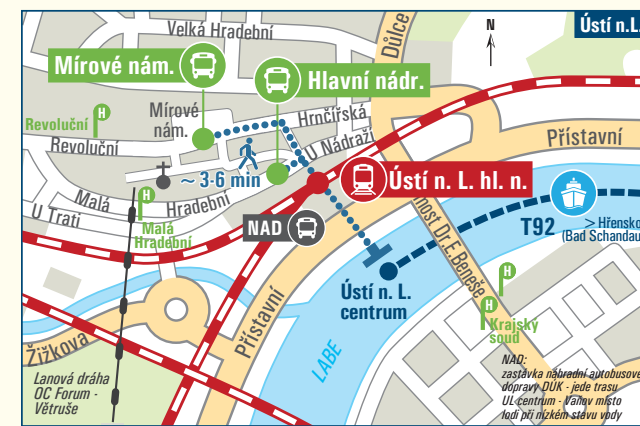 Velká Hradební
Důlce
N
Ústí n.L.
Mírové nám.
Hlavní nádr.
Revoluční
Mírové
nám.
Hrnčířská
Revoluční
U Nádraží
Přístavní
~ 3-6 min
Ústí n. L. hl. n.
Malá
Hradební
U Trati
Malá
Hradební
NAD
T92
> Hřensko
(Bad Schandau
most Dr. E. Beneše
Ústí n. L.
centrum
Přístavní
Krajský
soud
Žižkova
LABE
Lanová dráha
OC Forum -
Větruše
NAD:
zastávka náhradní autobusové
dopravy DÚK - jede trasu
UL centrum - Vaňov místo
lodi při nízkém stavu vody
H
H
H
H